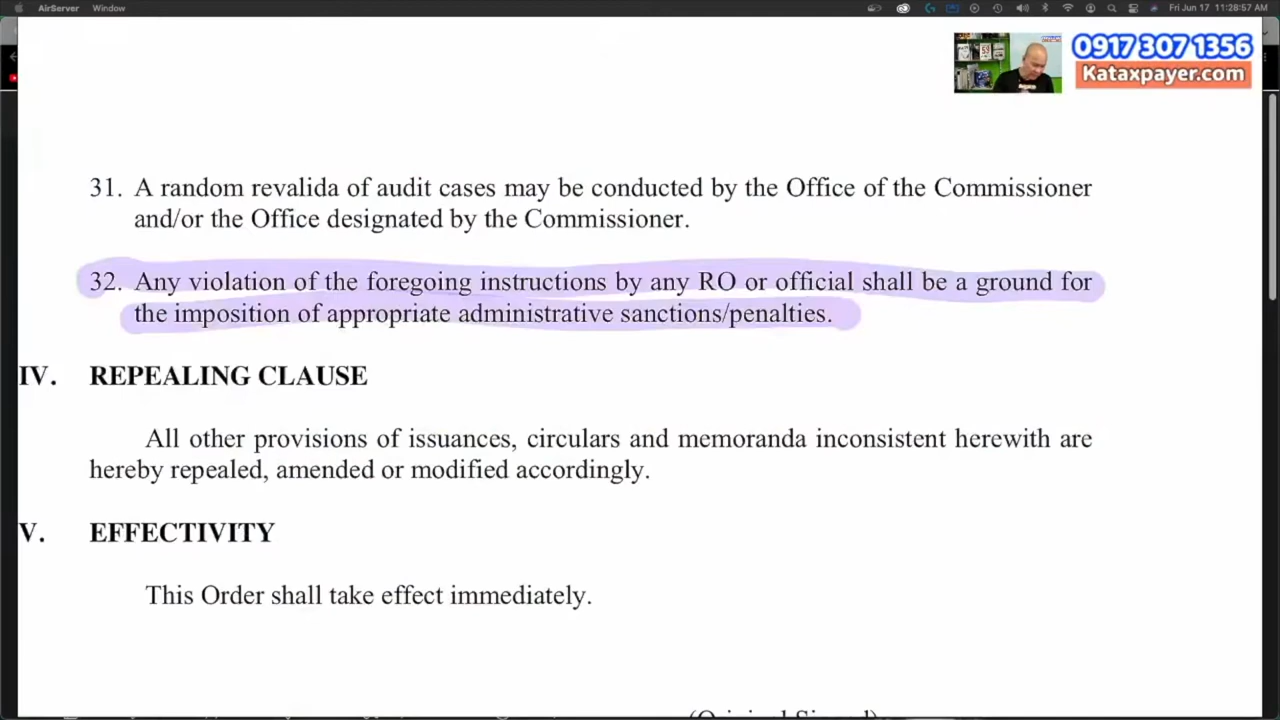 AirServer Window Fri Jun 17 11:28:57 AM
0917 307 1356
Kataxpayer.com
31. A random revalida of audit cases may be conducted by the Office of the Commissioner
and/or the Office designated by the Commissioner.
32. Any violation of the foregoing instructions by any RO or official shall be a ground for
the imposition of appropriate administrative sanctions/penalties.
IV. REPEALING CLAUSE
All other provisions of issuances, circulars and memoranda inconsistent herewith are
hereby repealed, amended or modified accordingly.
V. EFFECTIVITY
This Order shall take effect immediately.
(Original Signed)